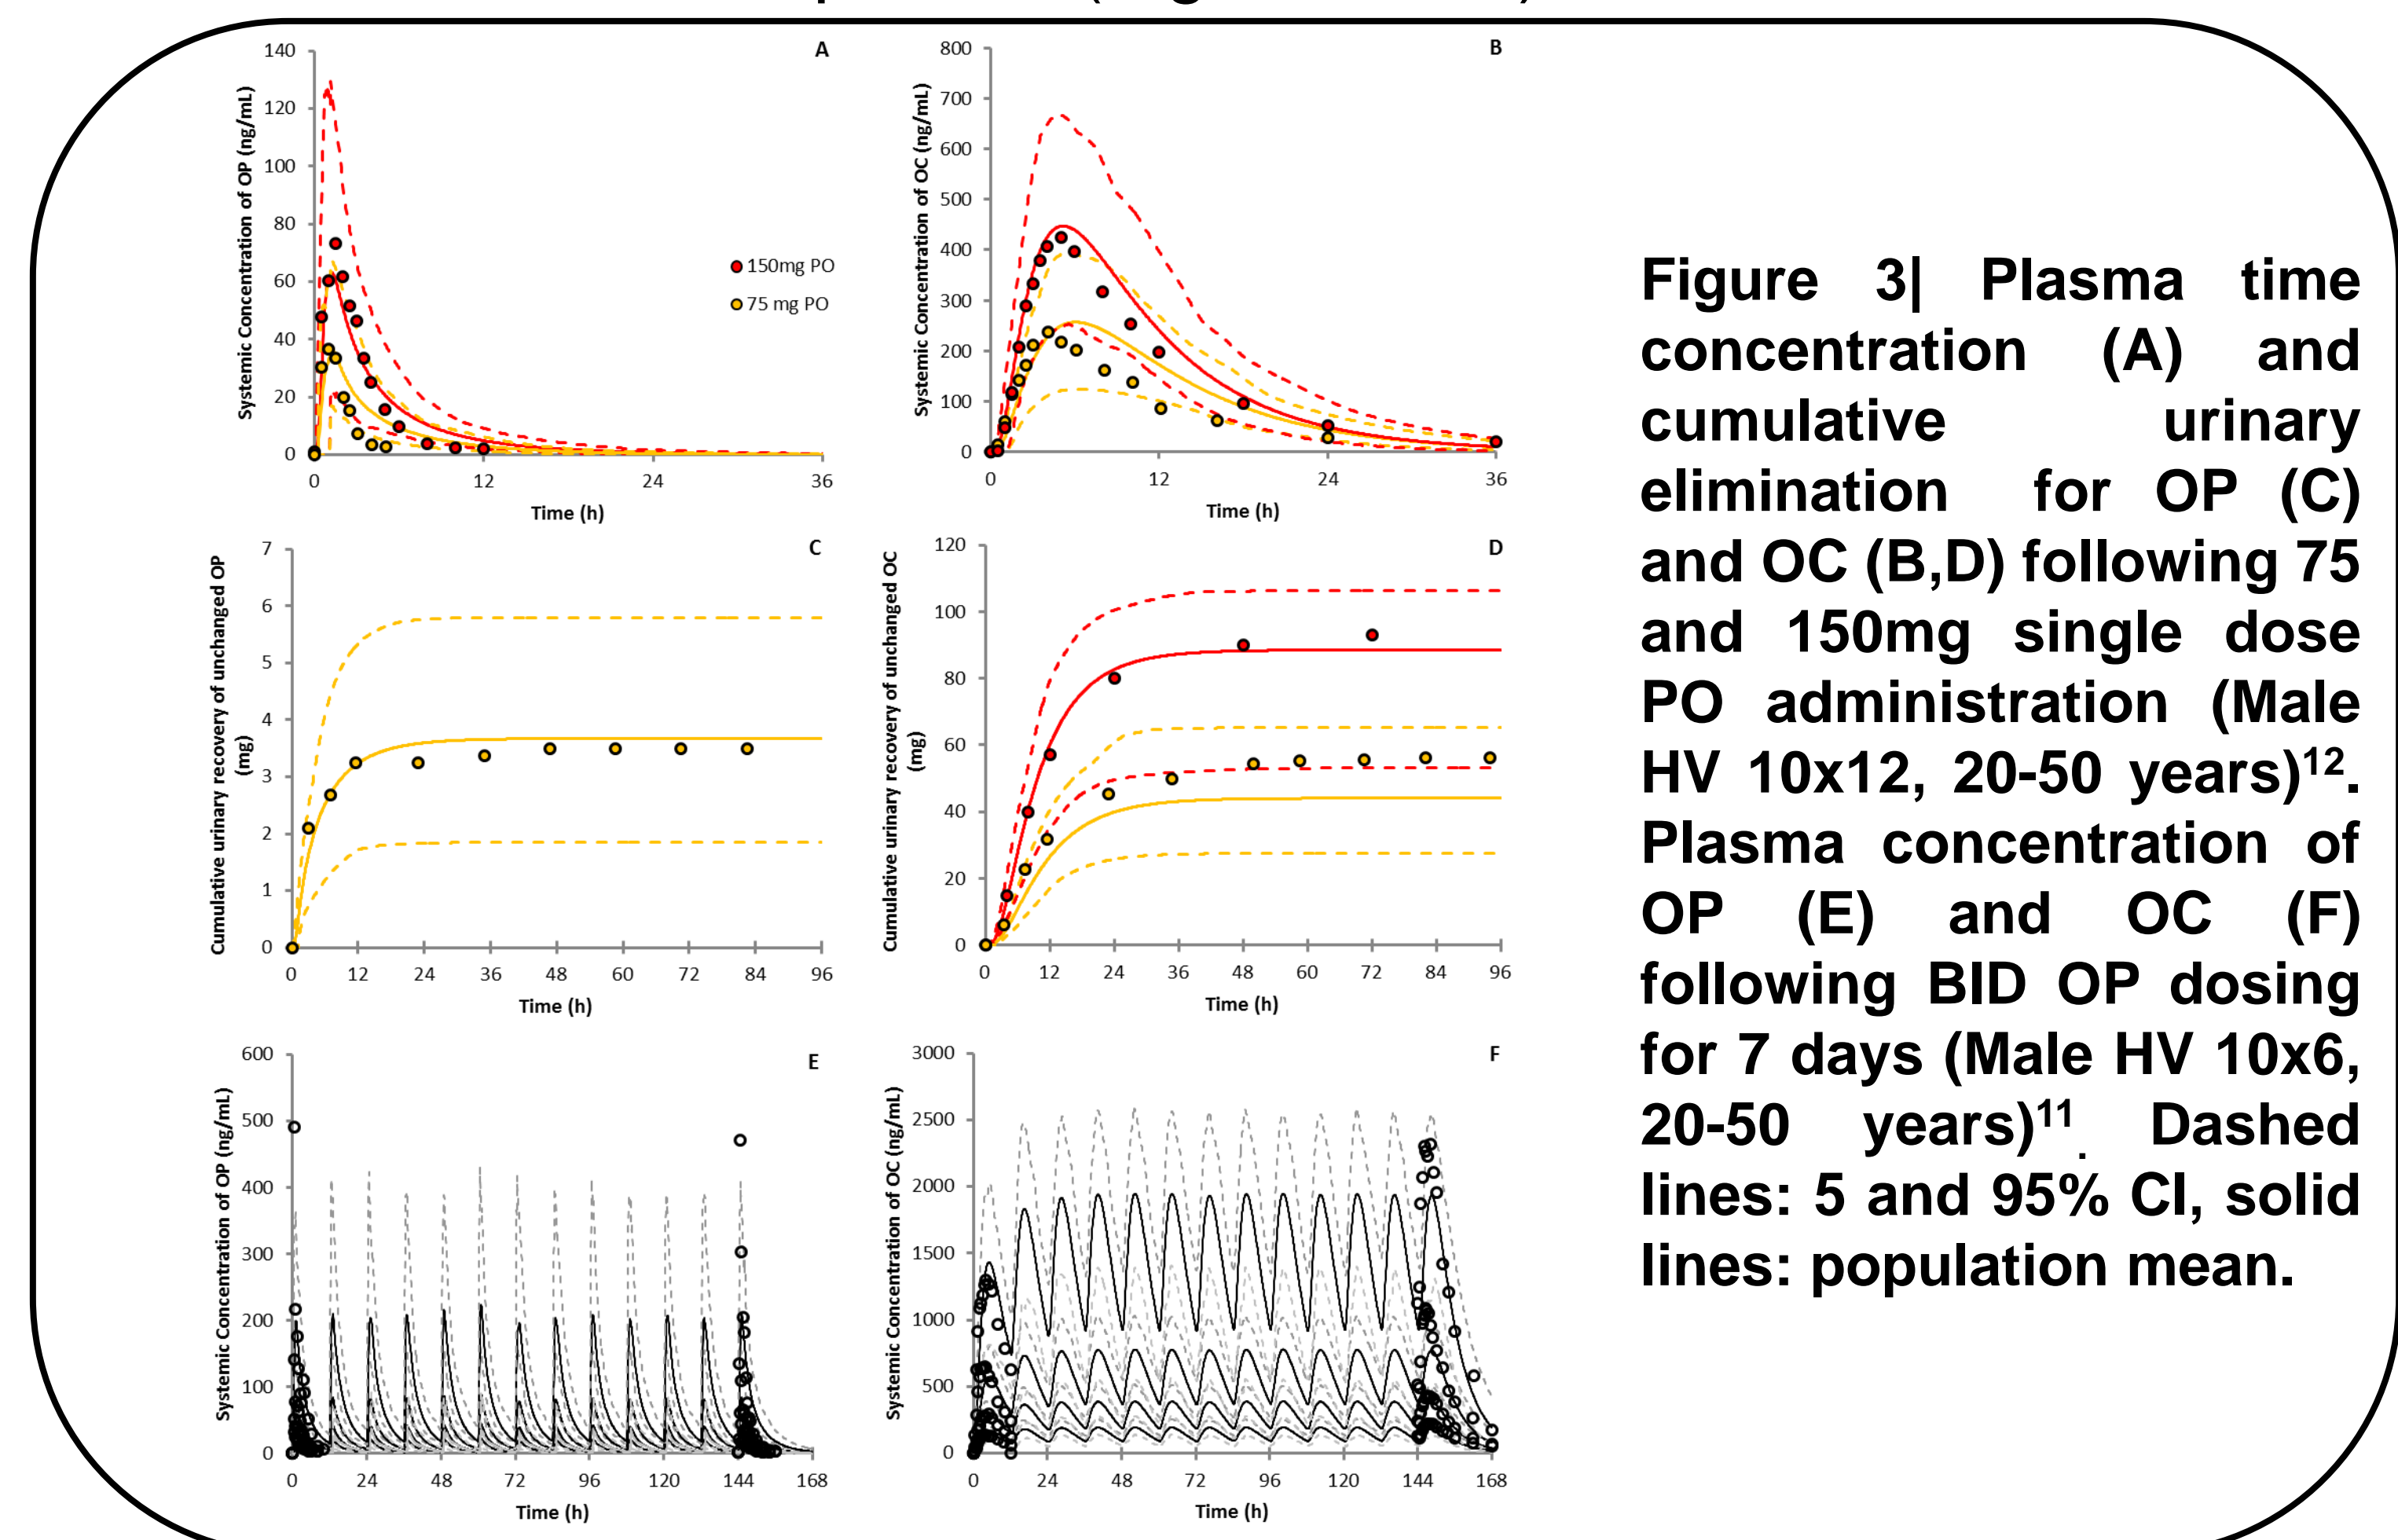 A
140
120
100
80
60
40
20
0
Systemic Concentration of OP (ng/mL)
150mg PO
75 mg PO
0 12 24 36
Time (h)
B
800
700
600
500
400
300
200
100
0
Systemic Concentration of OC (ng/mL)
0 12 24 36
Time (h)
C
7
6
5
4
3
2
1
0
Cumulative urinary recovery of unchanged OP
(mg)
0 12 24 36 48 60 72 84 96
Time (h)
D
120
100
80
60
40
20
0
Cumulative urinary recovery of unchanged OC
(mg)
0 12 24 36 48 60 72 84 96
Time (h)
E
600
500
400
300
200
100
0
Systemic Concentration of OP (ng/mL)
0 24 48 72 96 120 144 168
Time (h)
F
3000
2500
2000
1500
1000
500
0
Systemic Concentration of OC (ng/mL)
0 24 48 72 96 120 144 168
Time (h)
Figure 3| Plasma time
concentration (A) and
cumulative urinary
elimination for OP (C)
and OC (B,D) following 75
and 150mg single dose
PO administration (Male
HV 10x12, 20-50 years)¹².
Plasma concentration of
OP (E) and OC (F)
following BID OP dosing
for 7 days (Male HV 10x6,
20-50 years)¹¹. Dashed
lines: 5 and 95% CI, solid
lines: population mean.